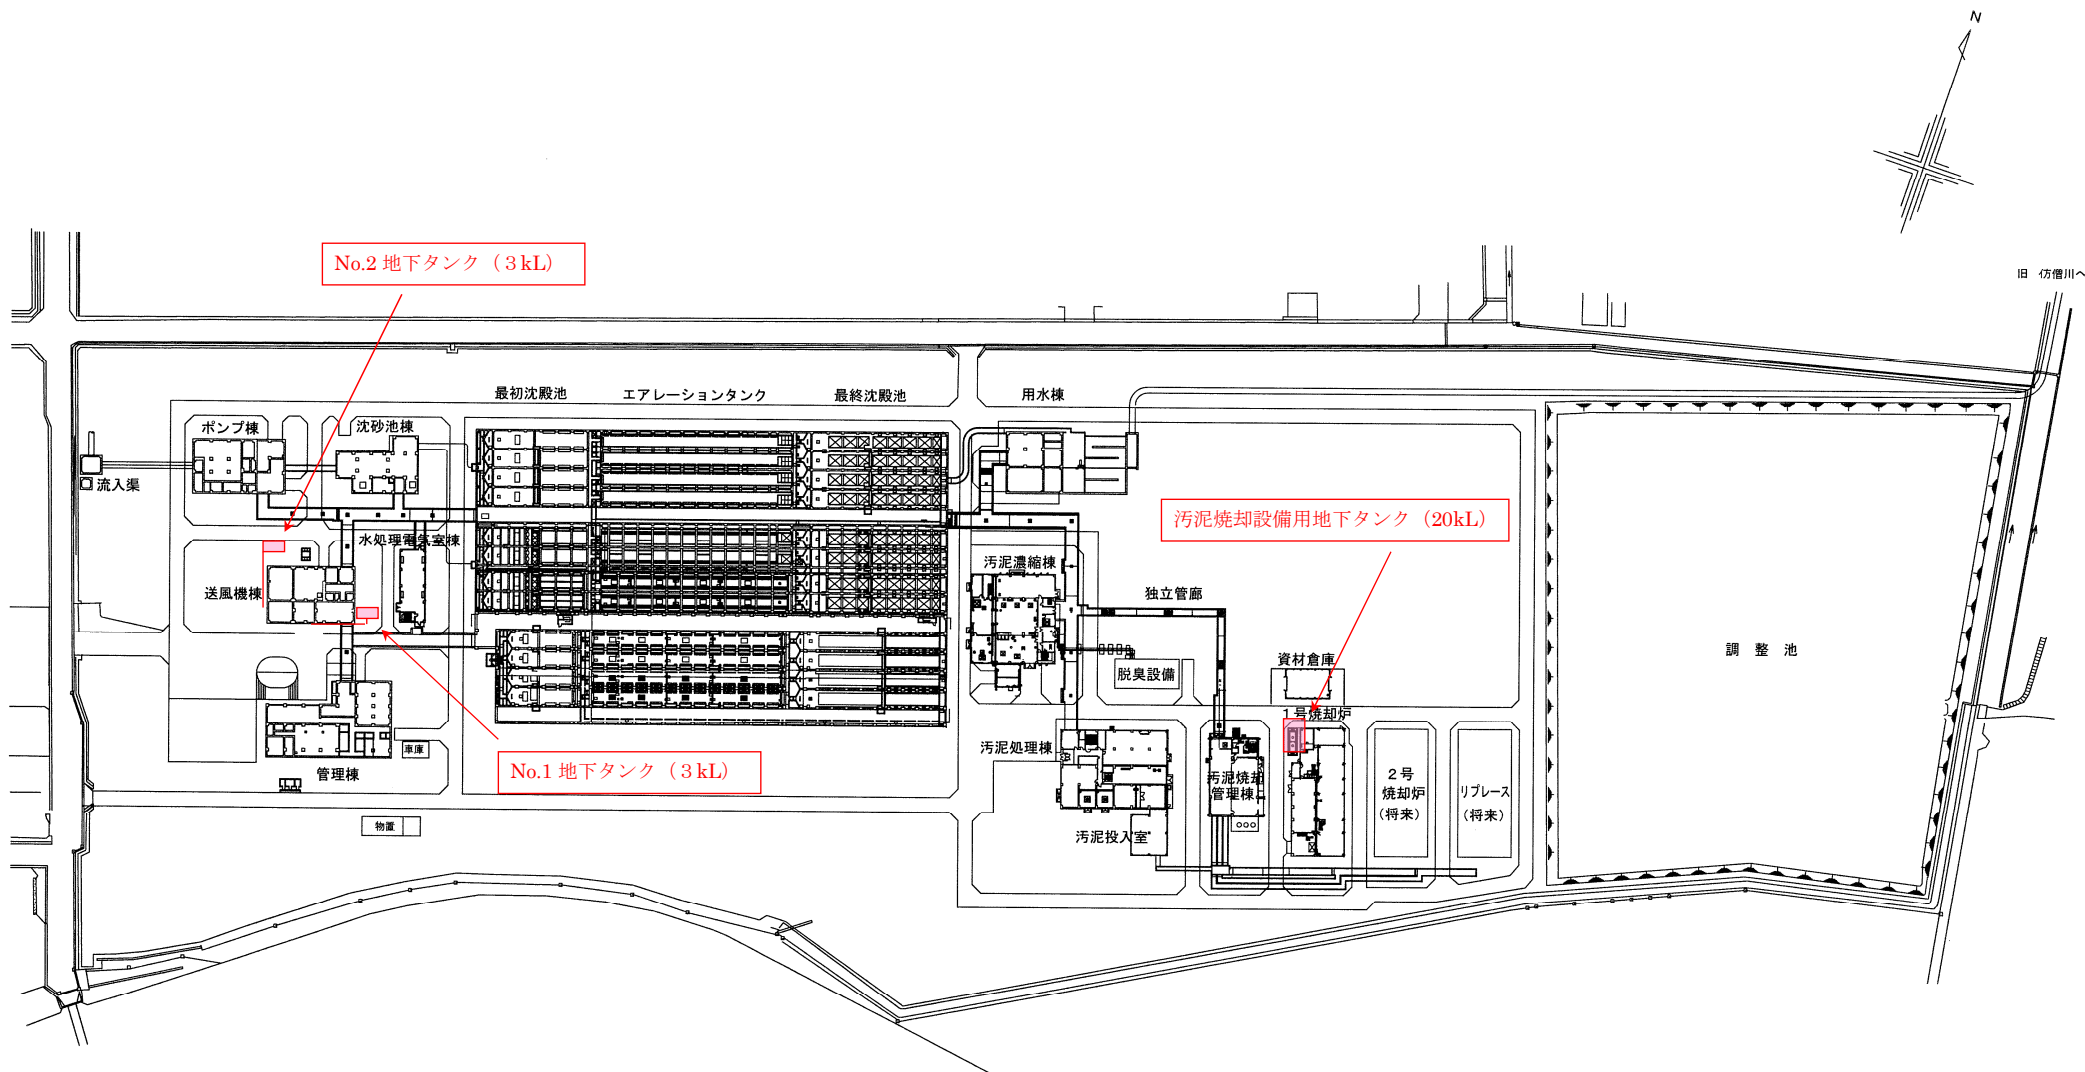 N
No.2 地下タンク（３kL）
旧 仿僧川へ
最初沈殿池
エアレーションタンク
最終沈殿池
用水棟
ポンプ棟
沈砂池棟
流入渠
汚泥焼却設備用地下タンク（20kL）
水処理電気室棟
汚泥濃縮棟
送風機棟
独立管廊
調 整 池
資材倉庫
脱臭設備
１号焼却炉
汚泥処理棟
車庫
No.1 地下タンク（３kL）
管理棟
汚泥焼却
管理棟
２号
焼却炉
（将来）
リプレース
（将来）
物置
汚泥投入室